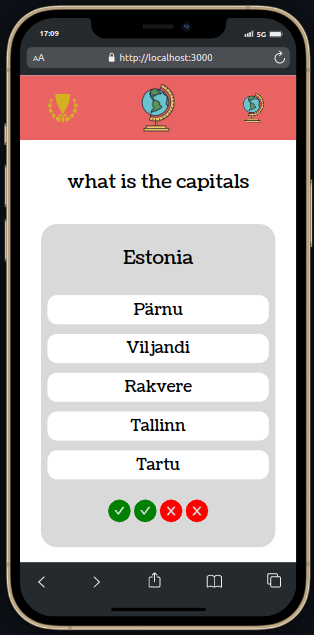 17:09
5G
AA
http://localhost:3000
what is the capitals
Estonia
Pärnu
Viljandi
Rakvere
Tallinn
Tartu